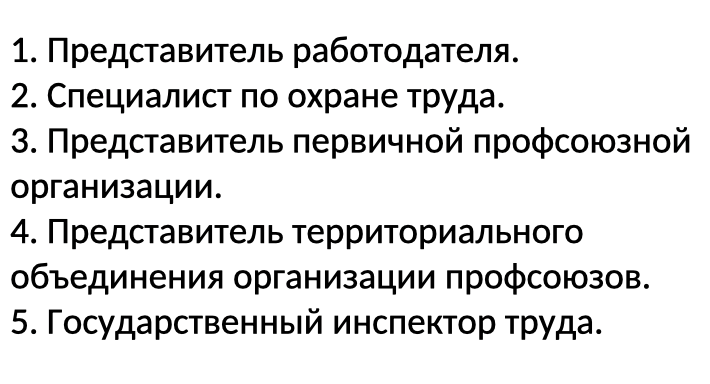 1. Представитель работодателя.
2. Специалист по охране труда.
3. Представитель первичной профсоюзной
организации.
4. Представитель территориального
объединения организации профсоюзов.
5. Государственный инспектор труда.